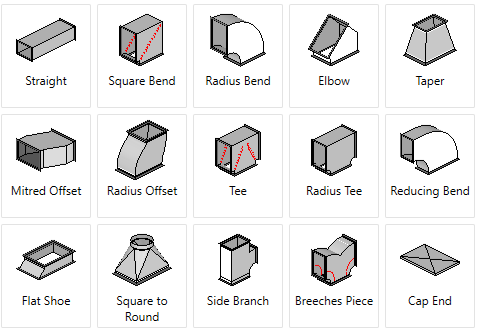 Straight
Square Bend
Radius Bend
Elbow
Taper
Mitred Offset
Radius Offset
Tee
Radius Tee
Reducing Bend
Flat Shoe
Square to
Round
Side Branch
Breeches Piece
Cap End